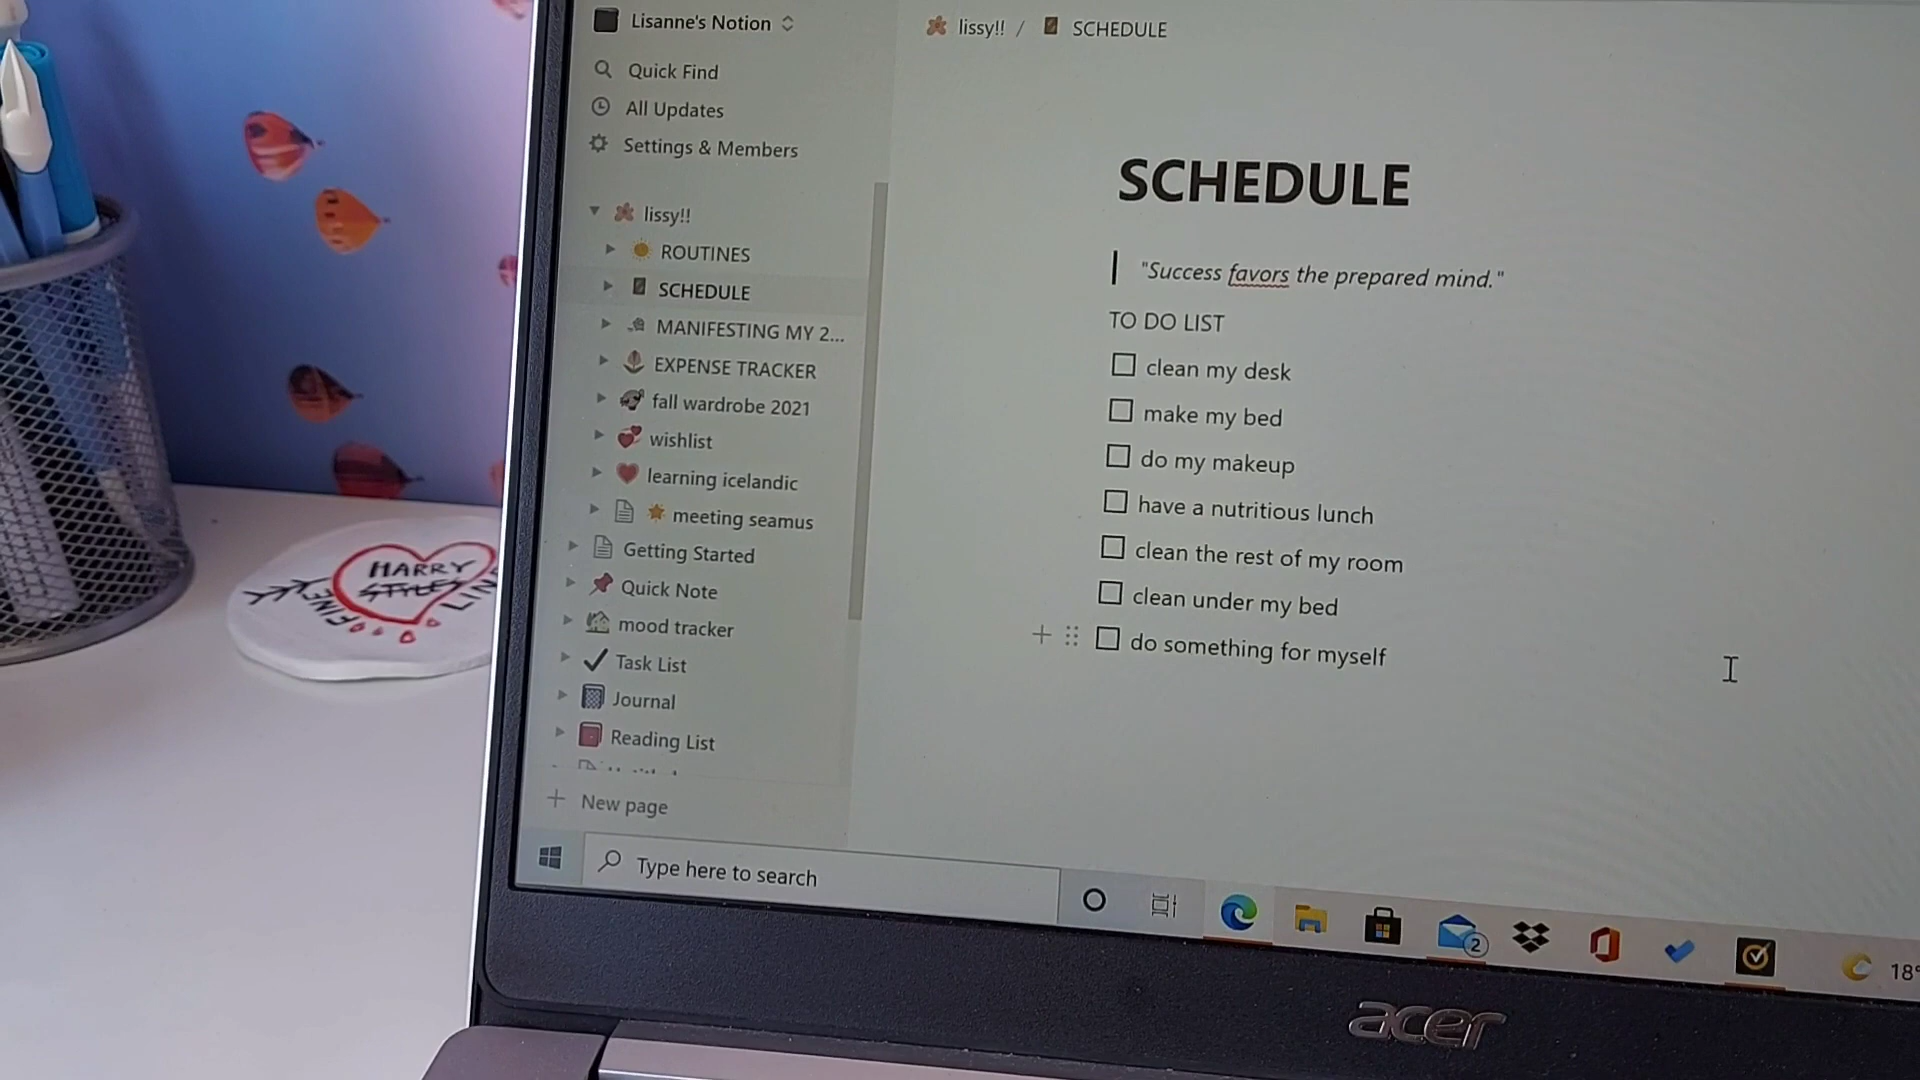 Lisanne's Notion
Quick Find
All Updates
Settings & Members
lissy!!
ROUTINES
SCHEDULE
MANIFESTING MY 2...
EXPENSE TRACKER
fall wardrobe 2021
wishlist
learning icelandic
meeting seamus
Getting Started
Quick Note
mood tracker
Task List
Journal
Reading List
New page
lissy!! / SCHEDULE
SCHEDULE
"Success favors the prepared mind."
TO DO LIST
clean my desk
make my bed
do my makeup
have a nutritious lunch
clean the rest of my room
clean under my bed
do something for myself
Type here to search
2
18°
acer
HARRY
STYLES
FINE
LIN